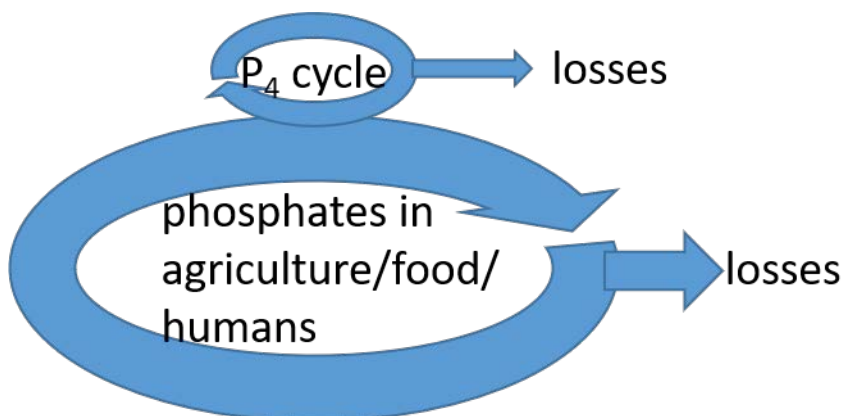 P₄ cycle
losses
phosphates in
agriculture/food/
humans
losses